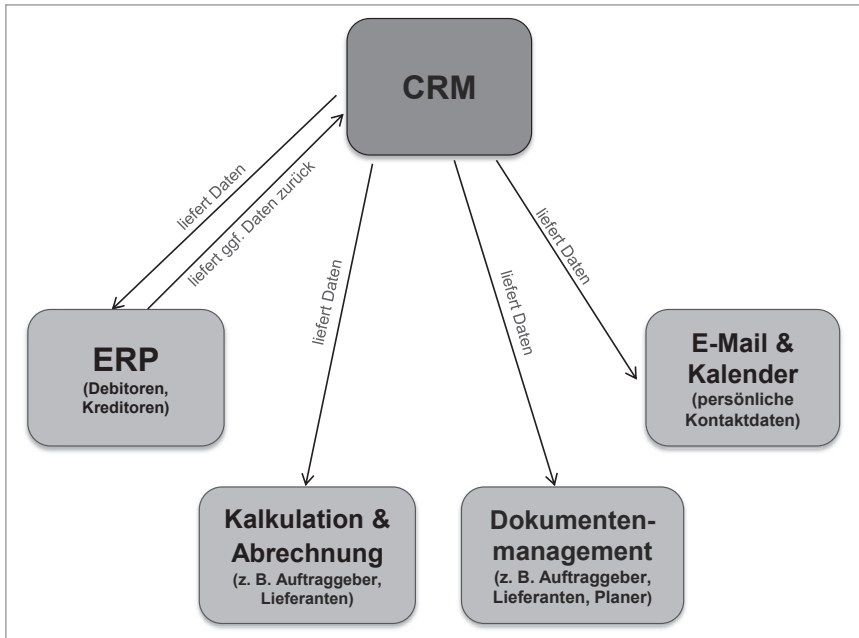 CRM
liefert Daten
liefert ggf. Daten zurück
liefert Daten
liefert Daten
liefert Daten
ERP
(Debitoren,
Kreditoren)
E-Mail &
Kalender
(persönliche
Kontaktdaten)
Kalkulation &
Abrechnung
(z. B. Auftraggeber,
Lieferanten)
Dokumenten-
management
(z. B. Auftraggeber,
Lieferanten, Planer)